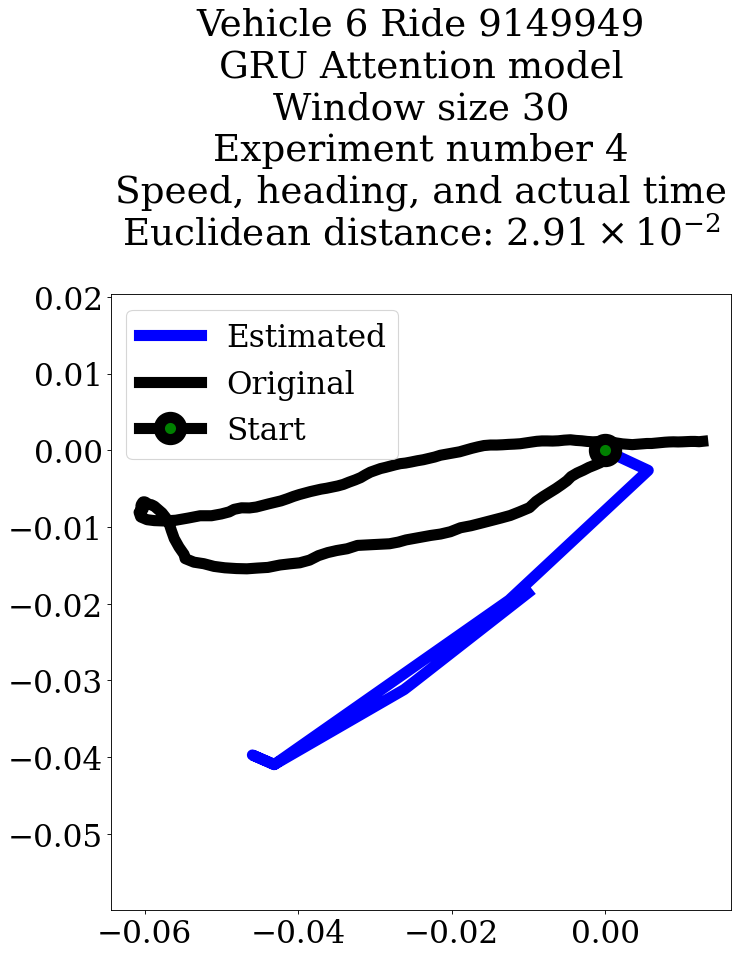 Vehicle 6 Ride 9149949
GRU Attention model
Window size 30
Experiment number 4
Speed, heading, and actual time
Euclidean distance: 2.91 × 10⁻²
0.02
0.01
0.00
−0.01
−0.02
−0.03
−0.04
−0.05
Estimated
Original
Start
−0.06 −0.04 −0.02 0.00